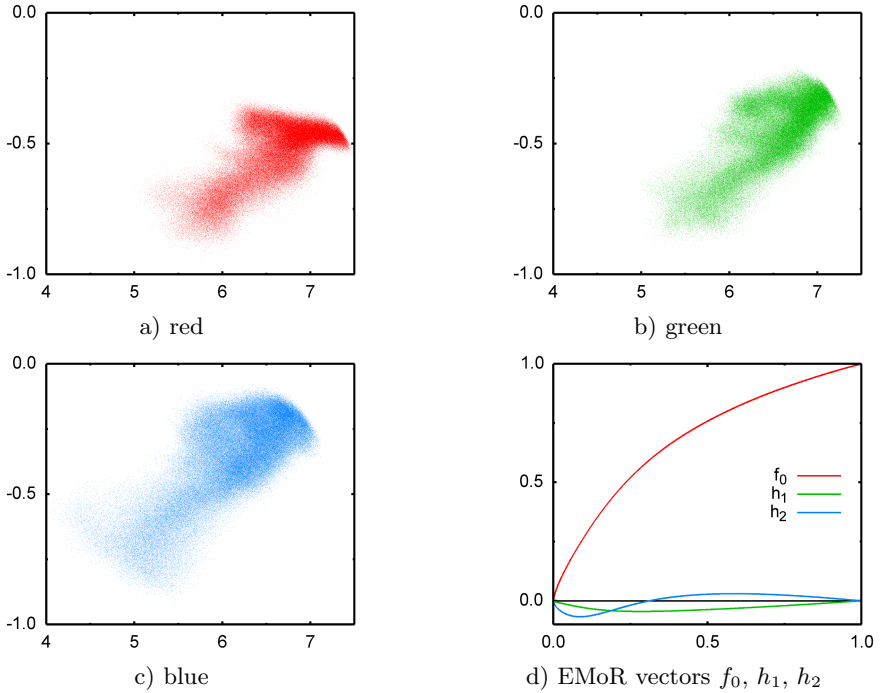 0.0
-0.5
-1.0
4 5 6 7
a) red
0.0
-0.5
-1.0
4 5 6 7
b) green
0.0
-0.5
-1.0
4 5 6 7
c) blue
1.0
0.5
0.0
f₀
h₁
h₂
0.0 0.5 1.0
d) EMoR vectors f₀, h₁, h₂